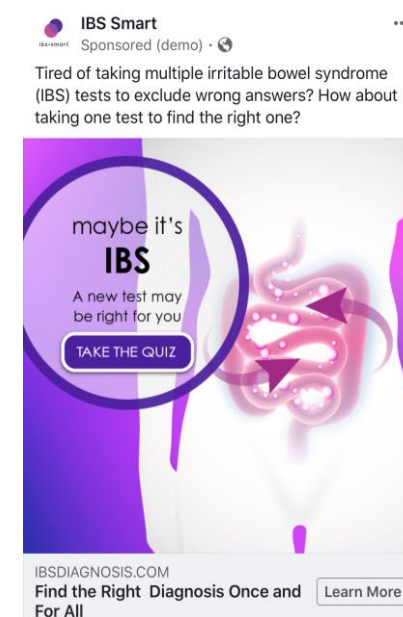 IBS Smart
ibs-smart
Sponsored (demo) ·
Tired of taking multiple irritable bowel syndrome
(IBS) tests to exclude wrong answers? How about
taking one test to find the right one?
maybe it's
IBS
A new test may
be right for you
TAKE THE QUIZ
IBSDIAGNOSIS.COM
Find the Right Diagnosis Once and
For All
Learn More